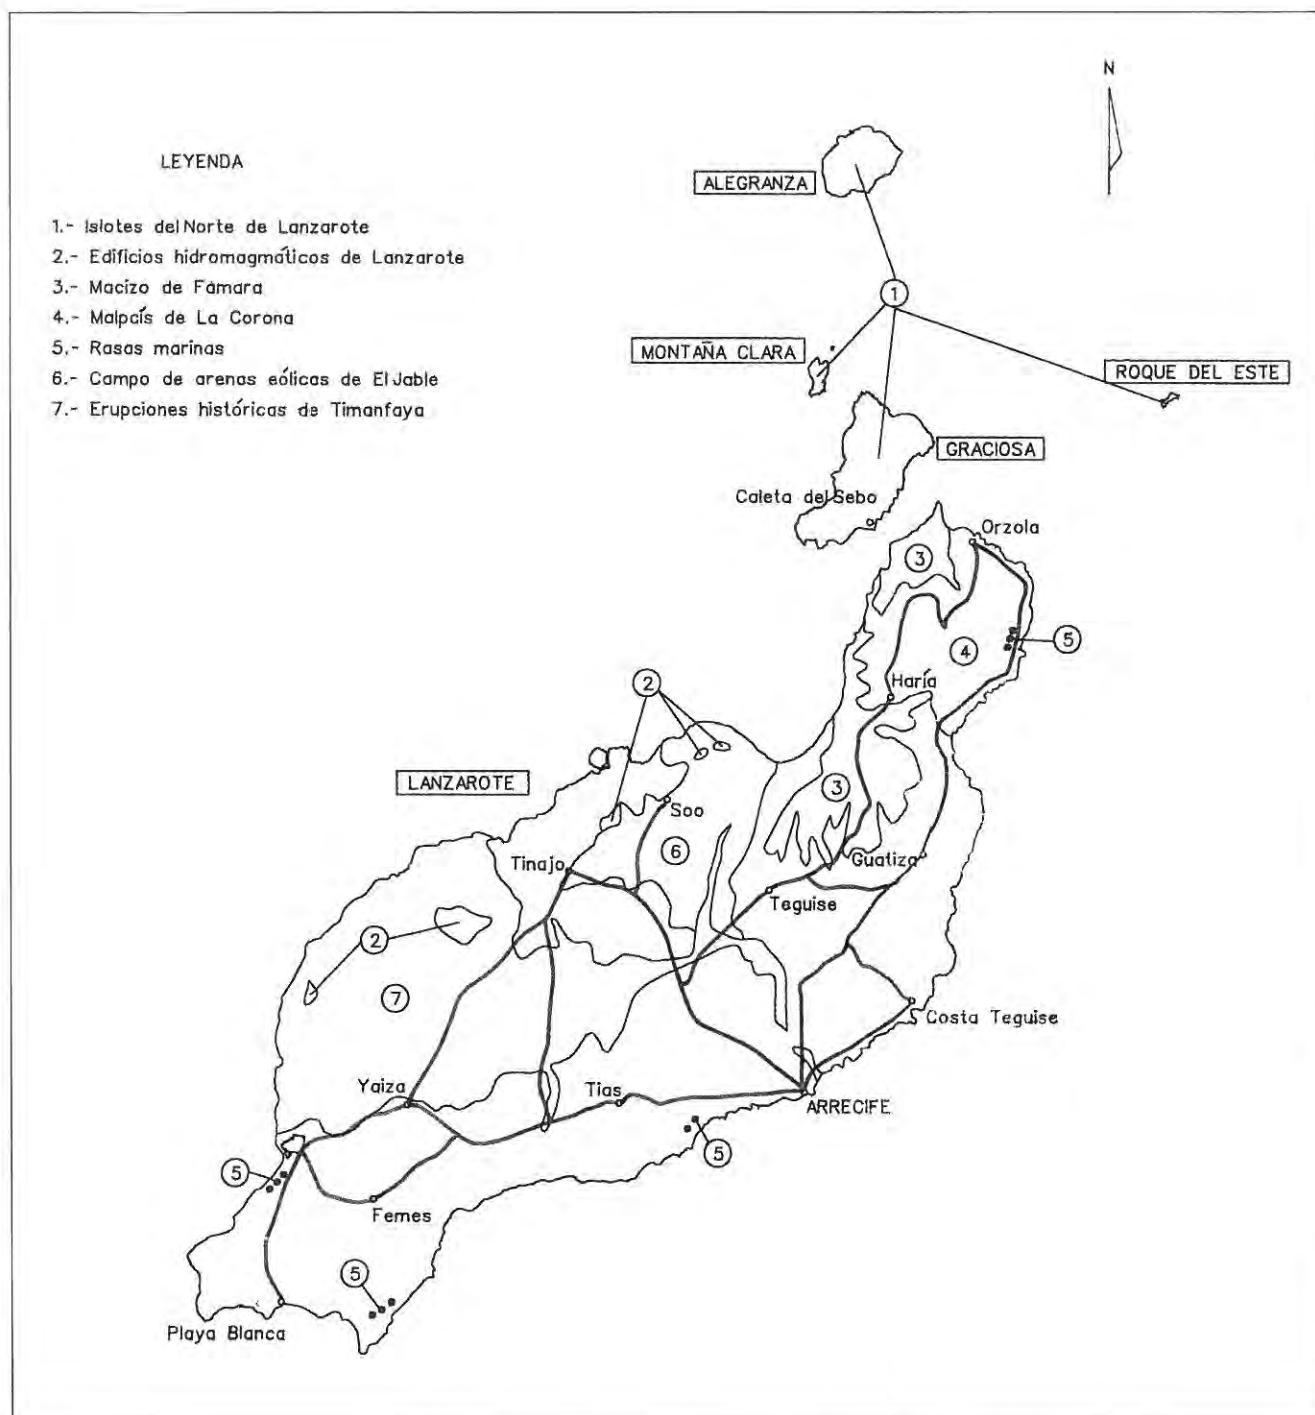 N
LEYENDA
1.- Islotes del Norte de Lanzarote
2.- Edificios hidromagmáticos de Lanzarote
3.- Macizo de Fámara
4.- Malpaís de La Corona
5.- Rasas marinas
6.- Campo de arenas eólicas de El Jable
7.- Erupciones históricas de Timanfaya
ALEGRANZA
1
MONTAÑA CLARA
ROQUE DEL ESTE
GRACIOSA
Caleta del Sebo
Orzola
3
5
4
Haría
2
LANZAROTE
3
Soo
6
Tinajo
Guatiza
Teguise
2
7
Costa Teguise
Yaiza
Tias
ARRECIFE
5
5
Femes
5
Playa Blanca